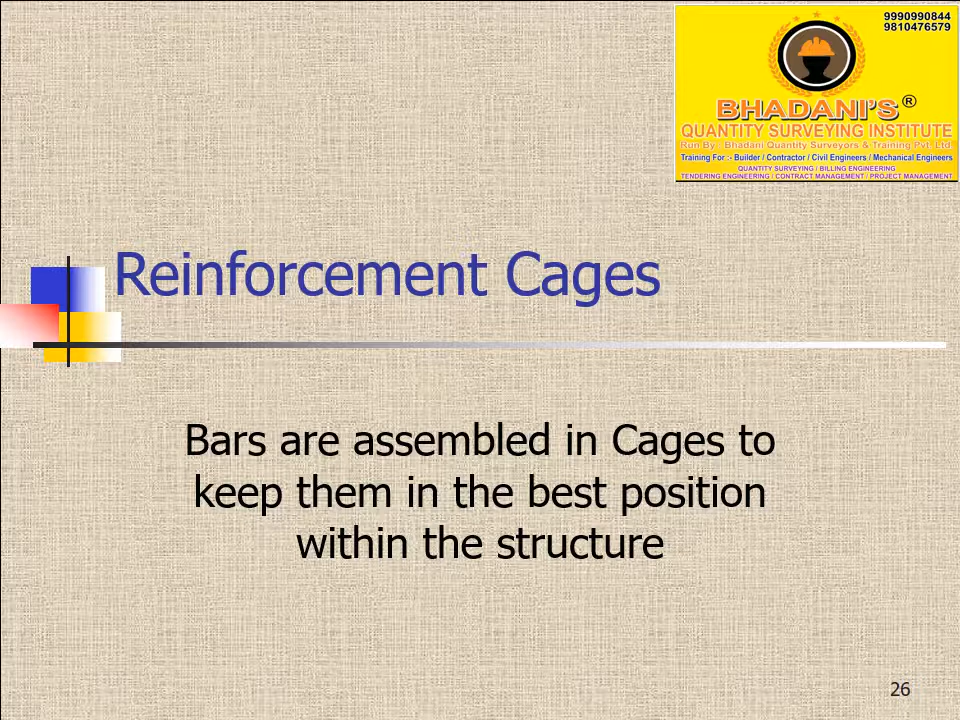 9990990844
9810476579
BHADANI'S®
QUANTITY SURVEYING INSTITUTE
Run By :- Bhadani Quantity Surveyors & Training Pvt. Ltd.
Training For :- Builder / Contractor / Civil Engineers / Mechanical Engineers
QUANTITY SURVEYING / BILLING ENGINEERING
TENDERING ENGINEERING / CONTRACT MANAGEMENT / PROJECT MANAGEMENT
Reinforcement Cages
Bars are assembled in Cages to
keep them in the best position
within the structure
26